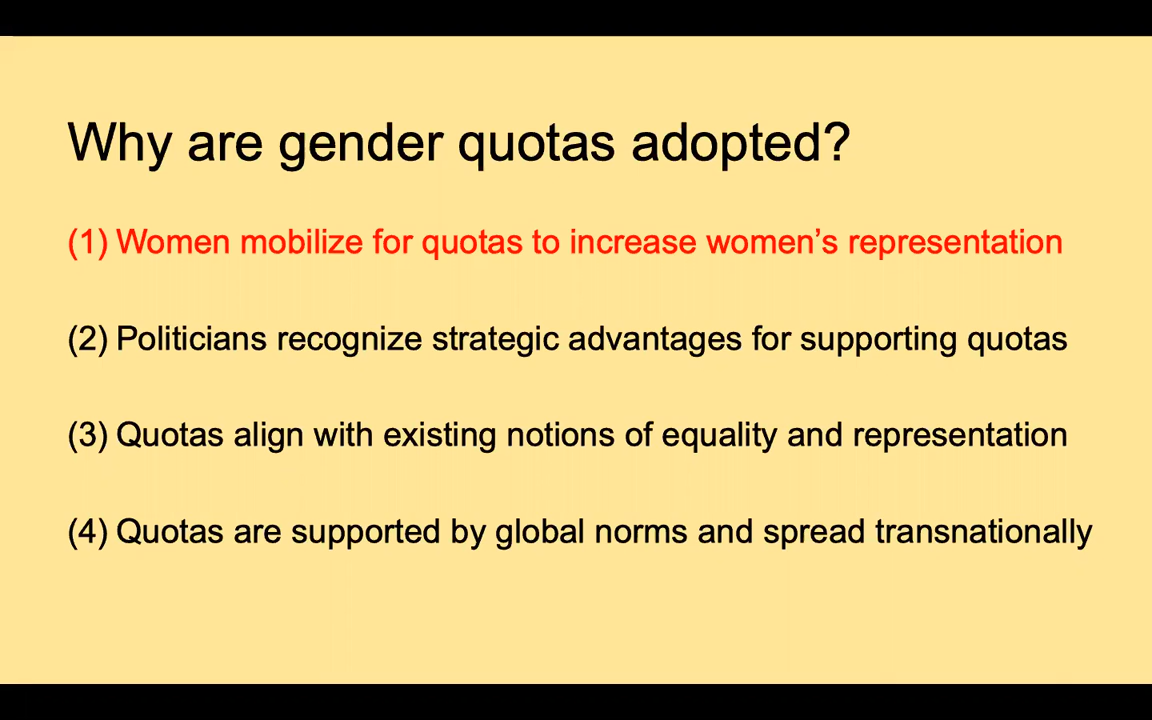 Why are gender quotas adopted?
(1) Women mobilize for quotas to increase women’s representation
(2) Politicians recognize strategic advantages for supporting quotas
(3) Quotas align with existing notions of equality and representation
(4) Quotas are supported by global norms and spread transnationally